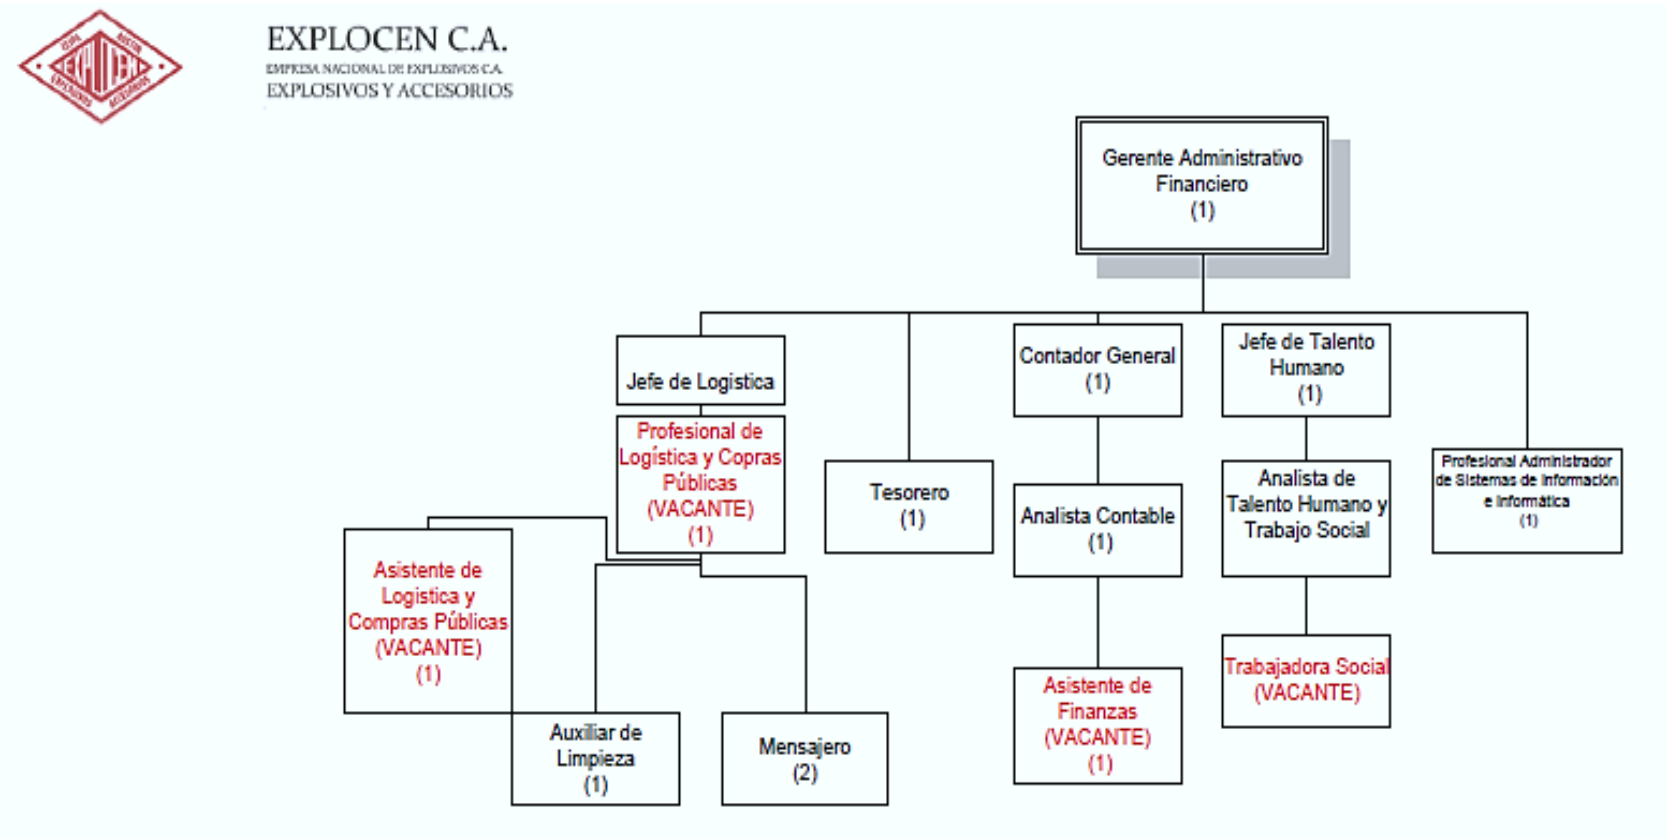 EXPLOCEN C.A.
EMPRESA NACIONAL DE EXPLOSIVOS C.A.
EXPLOSIVOS Y ACCESORIOS
Gerente Administrativo
Financiero
(1)
Jefe de Logistica
Profesional de
Logística y Copras
Públicas
(VACANTE)
(1)
Asistente de
Logistica y
Compras Públicas
(VACANTE)
(1)
Auxiliar de
Limpieza
(1)
Mensajero
(2)
Tesorero
(1)
Contador General
(1)
Analista Contable
(1)
Asistente de
Finanzas
(VACANTE)
(1)
Jefe de Talento
Humano
(1)
Analista de
Talento Humano y
Trabajo Social
Trabajadora Social
(VACANTE)
Profesional Administrador
de Sistemas de Información
e Informática
(1)